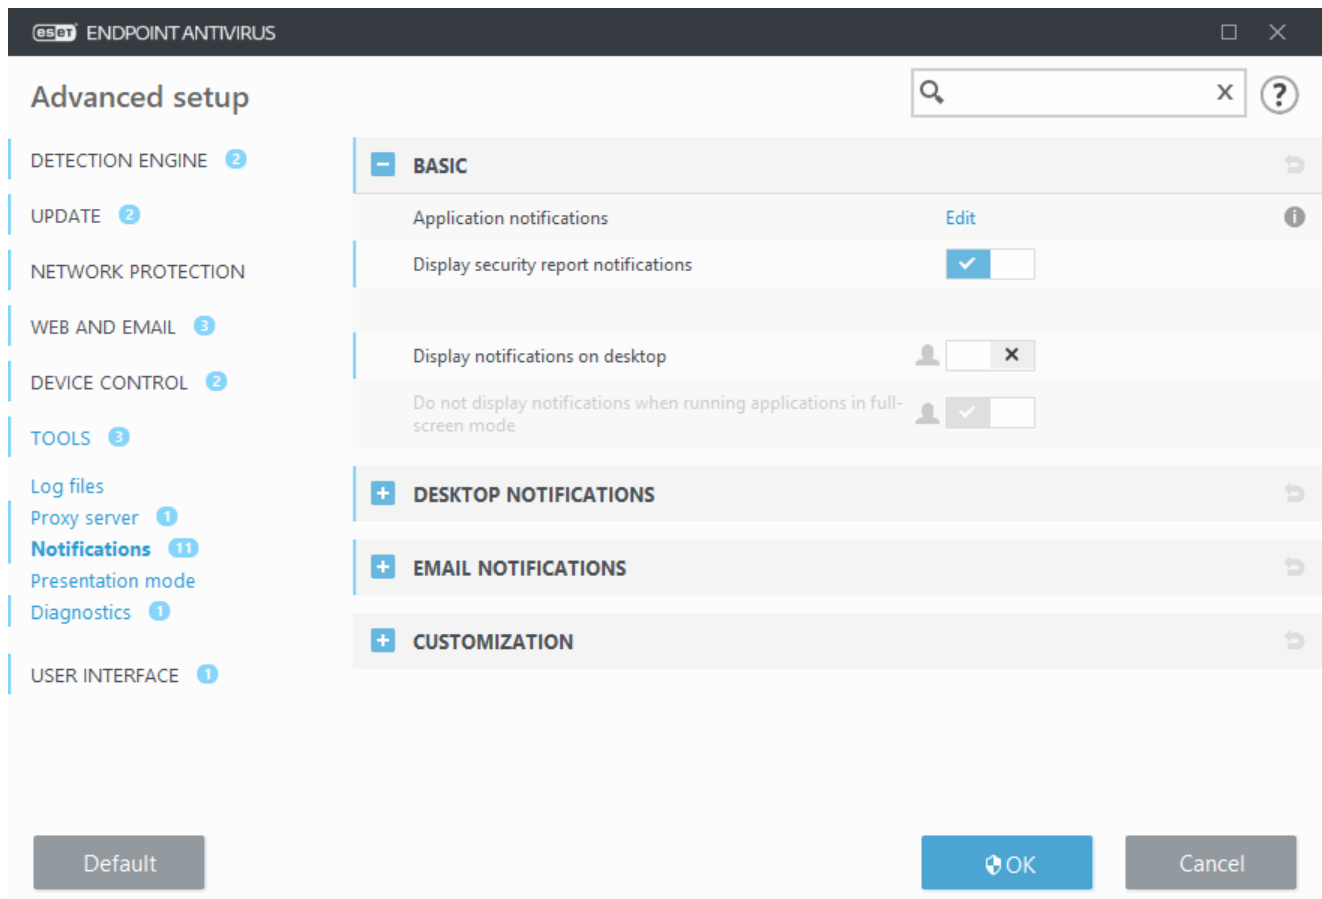 eset ENDPOINT ANTIVIRUS
Advanced setup
X
?
DETECTION ENGINE 2
UPDATE 2
NETWORK PROTECTION
WEB AND EMAIL 3
DEVICE CONTROL 2
TOOLS 3
Log files
Proxy server 1
Notifications 11
Presentation mode
Diagnostics 1
USER INTERFACE 1
BASIC
Application notifications Edit
Display security report notifications
Display notifications on desktop
Do not display notifications when running applications in full-
screen mode
DESKTOP NOTIFICATIONS
EMAIL NOTIFICATIONS
CUSTOMIZATION
Default
OK
Cancel